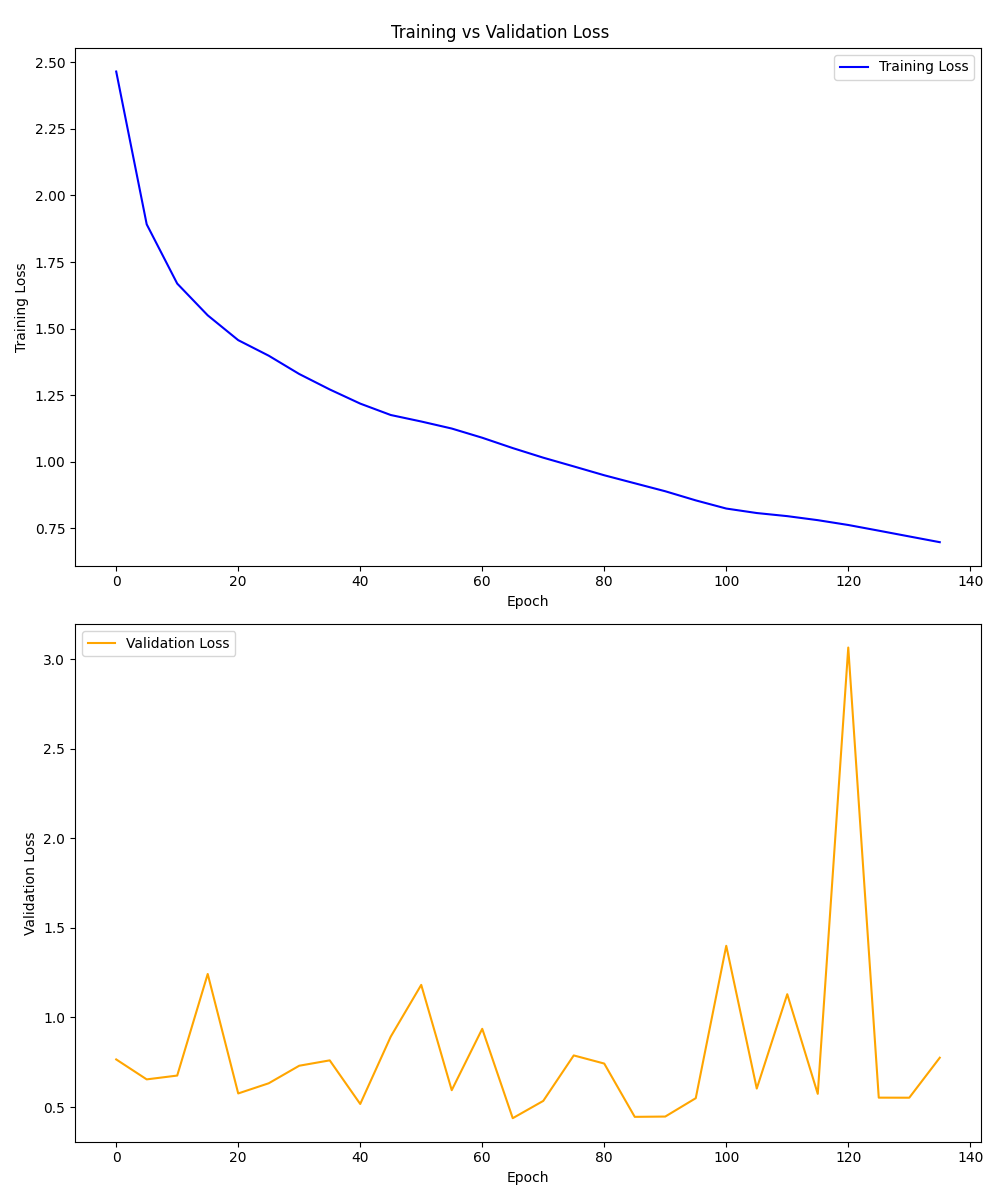 Training vs Validation Loss
Training Loss
2.50
2.25
2.00
1.75
1.50
1.25
1.00
0.75
Training Loss
0 20 40 60 80 100 120 140
Epoch
Validation Loss
3.0
2.5
2.0
1.5
1.0
0.5
Validation Loss
0 20 40 60 80 100 120 140
Epoch